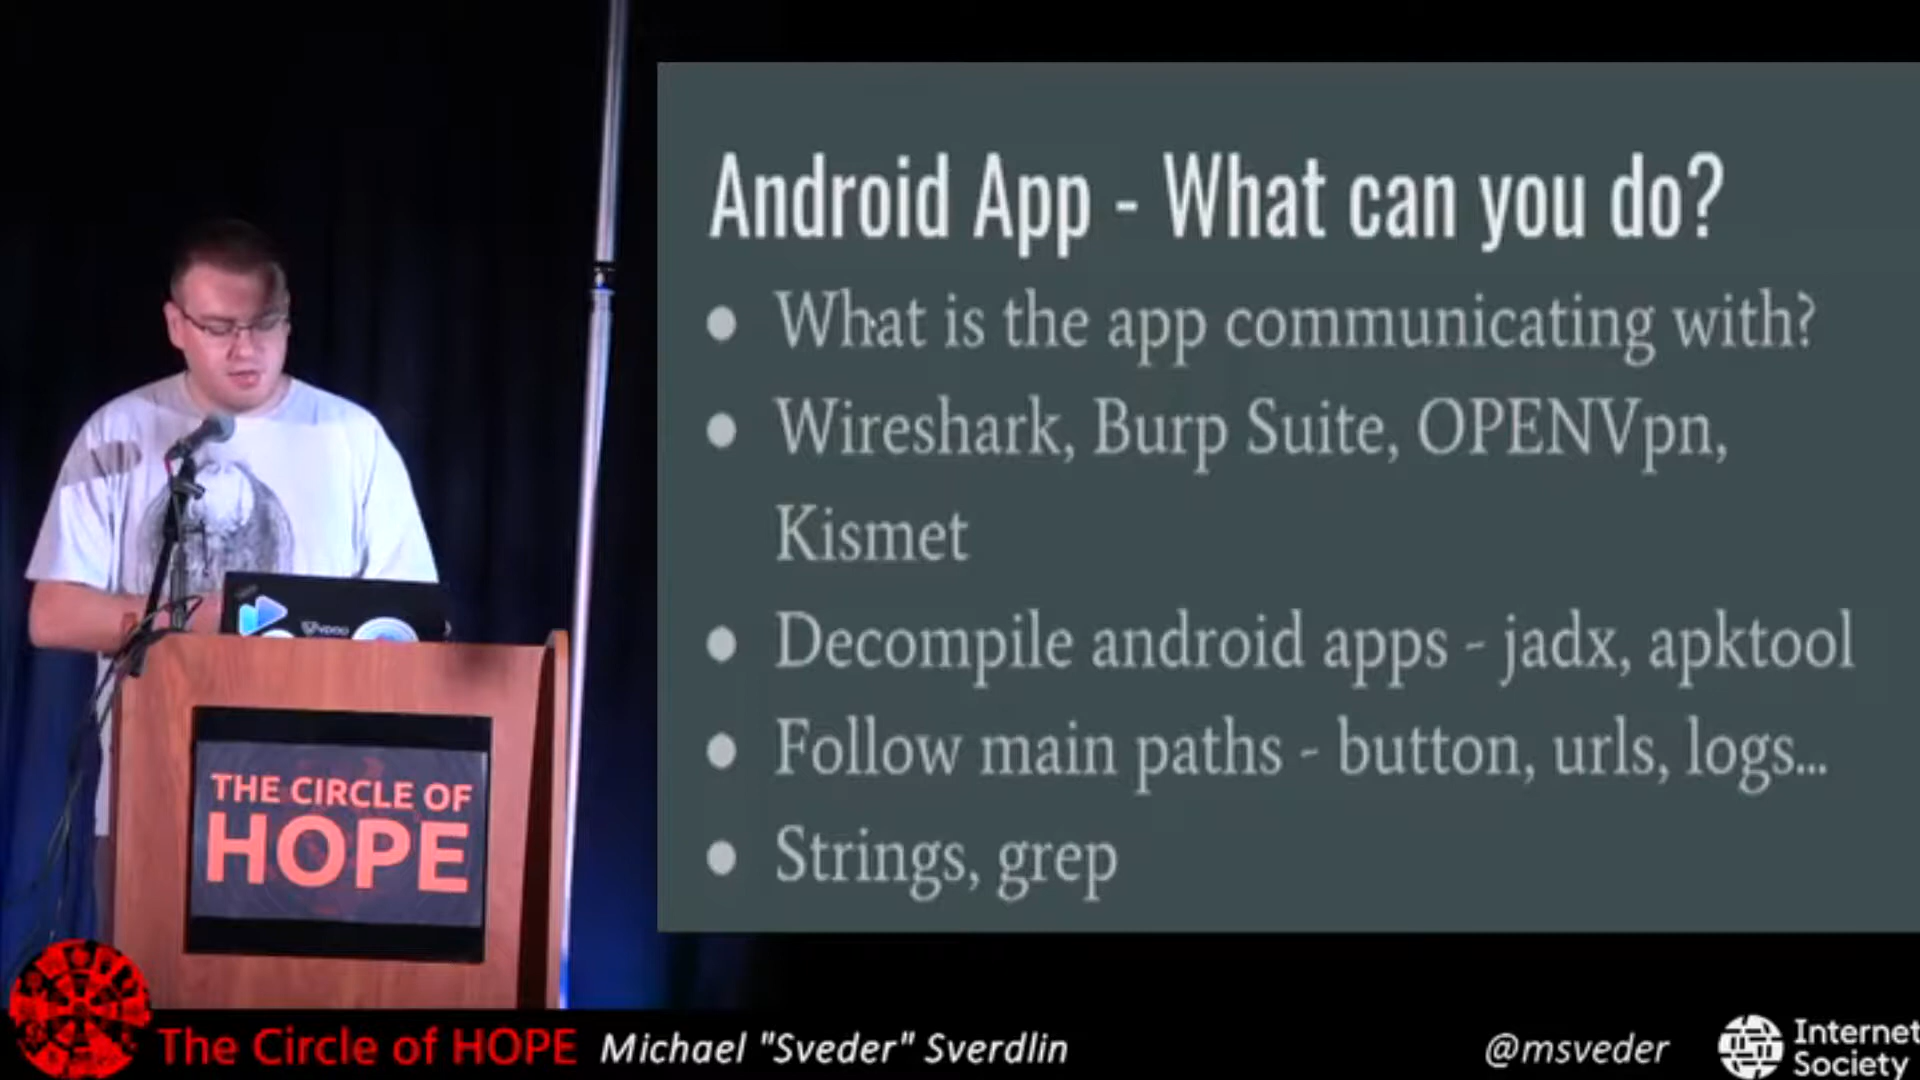 Android App - What can you do?
● What is the app communicating with?
● Wireshark, Burp Suite, OPENVpn,
Kismet
● Decompile android apps - jadx, apktool
● Follow main paths - button, urls, logs...
● Strings, grep
THE CIRCLE OF
HOPE
The Circle of HOPE
Michael "Sveder" Sverdlin
@msveder
Internet
Society